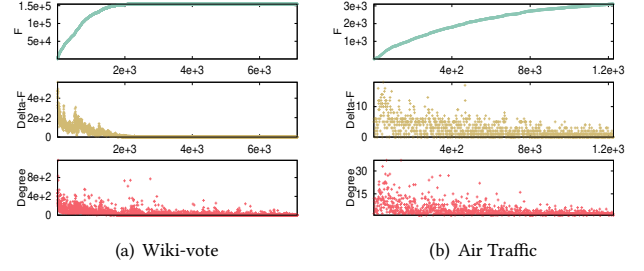 1.5e+5
1e+5
5e+4
F
2e+3 4e+3 6e+3
4e+2
2e+2
0
Delta-F
2e+3 4e+3 6e+3
8e+2
4e+2
0
Degree
2e+3 4e+3 6e+3
(a) Wiki-vote
3e+3
2e+3
1e+3
F
4e+2 8e+2 1.2e+3
10
0
Delta-F
4e+2 8e+2 1.2e+3
30
15
Degree
4e+2 8e+2 1.2e+3
(b) Air Traffic